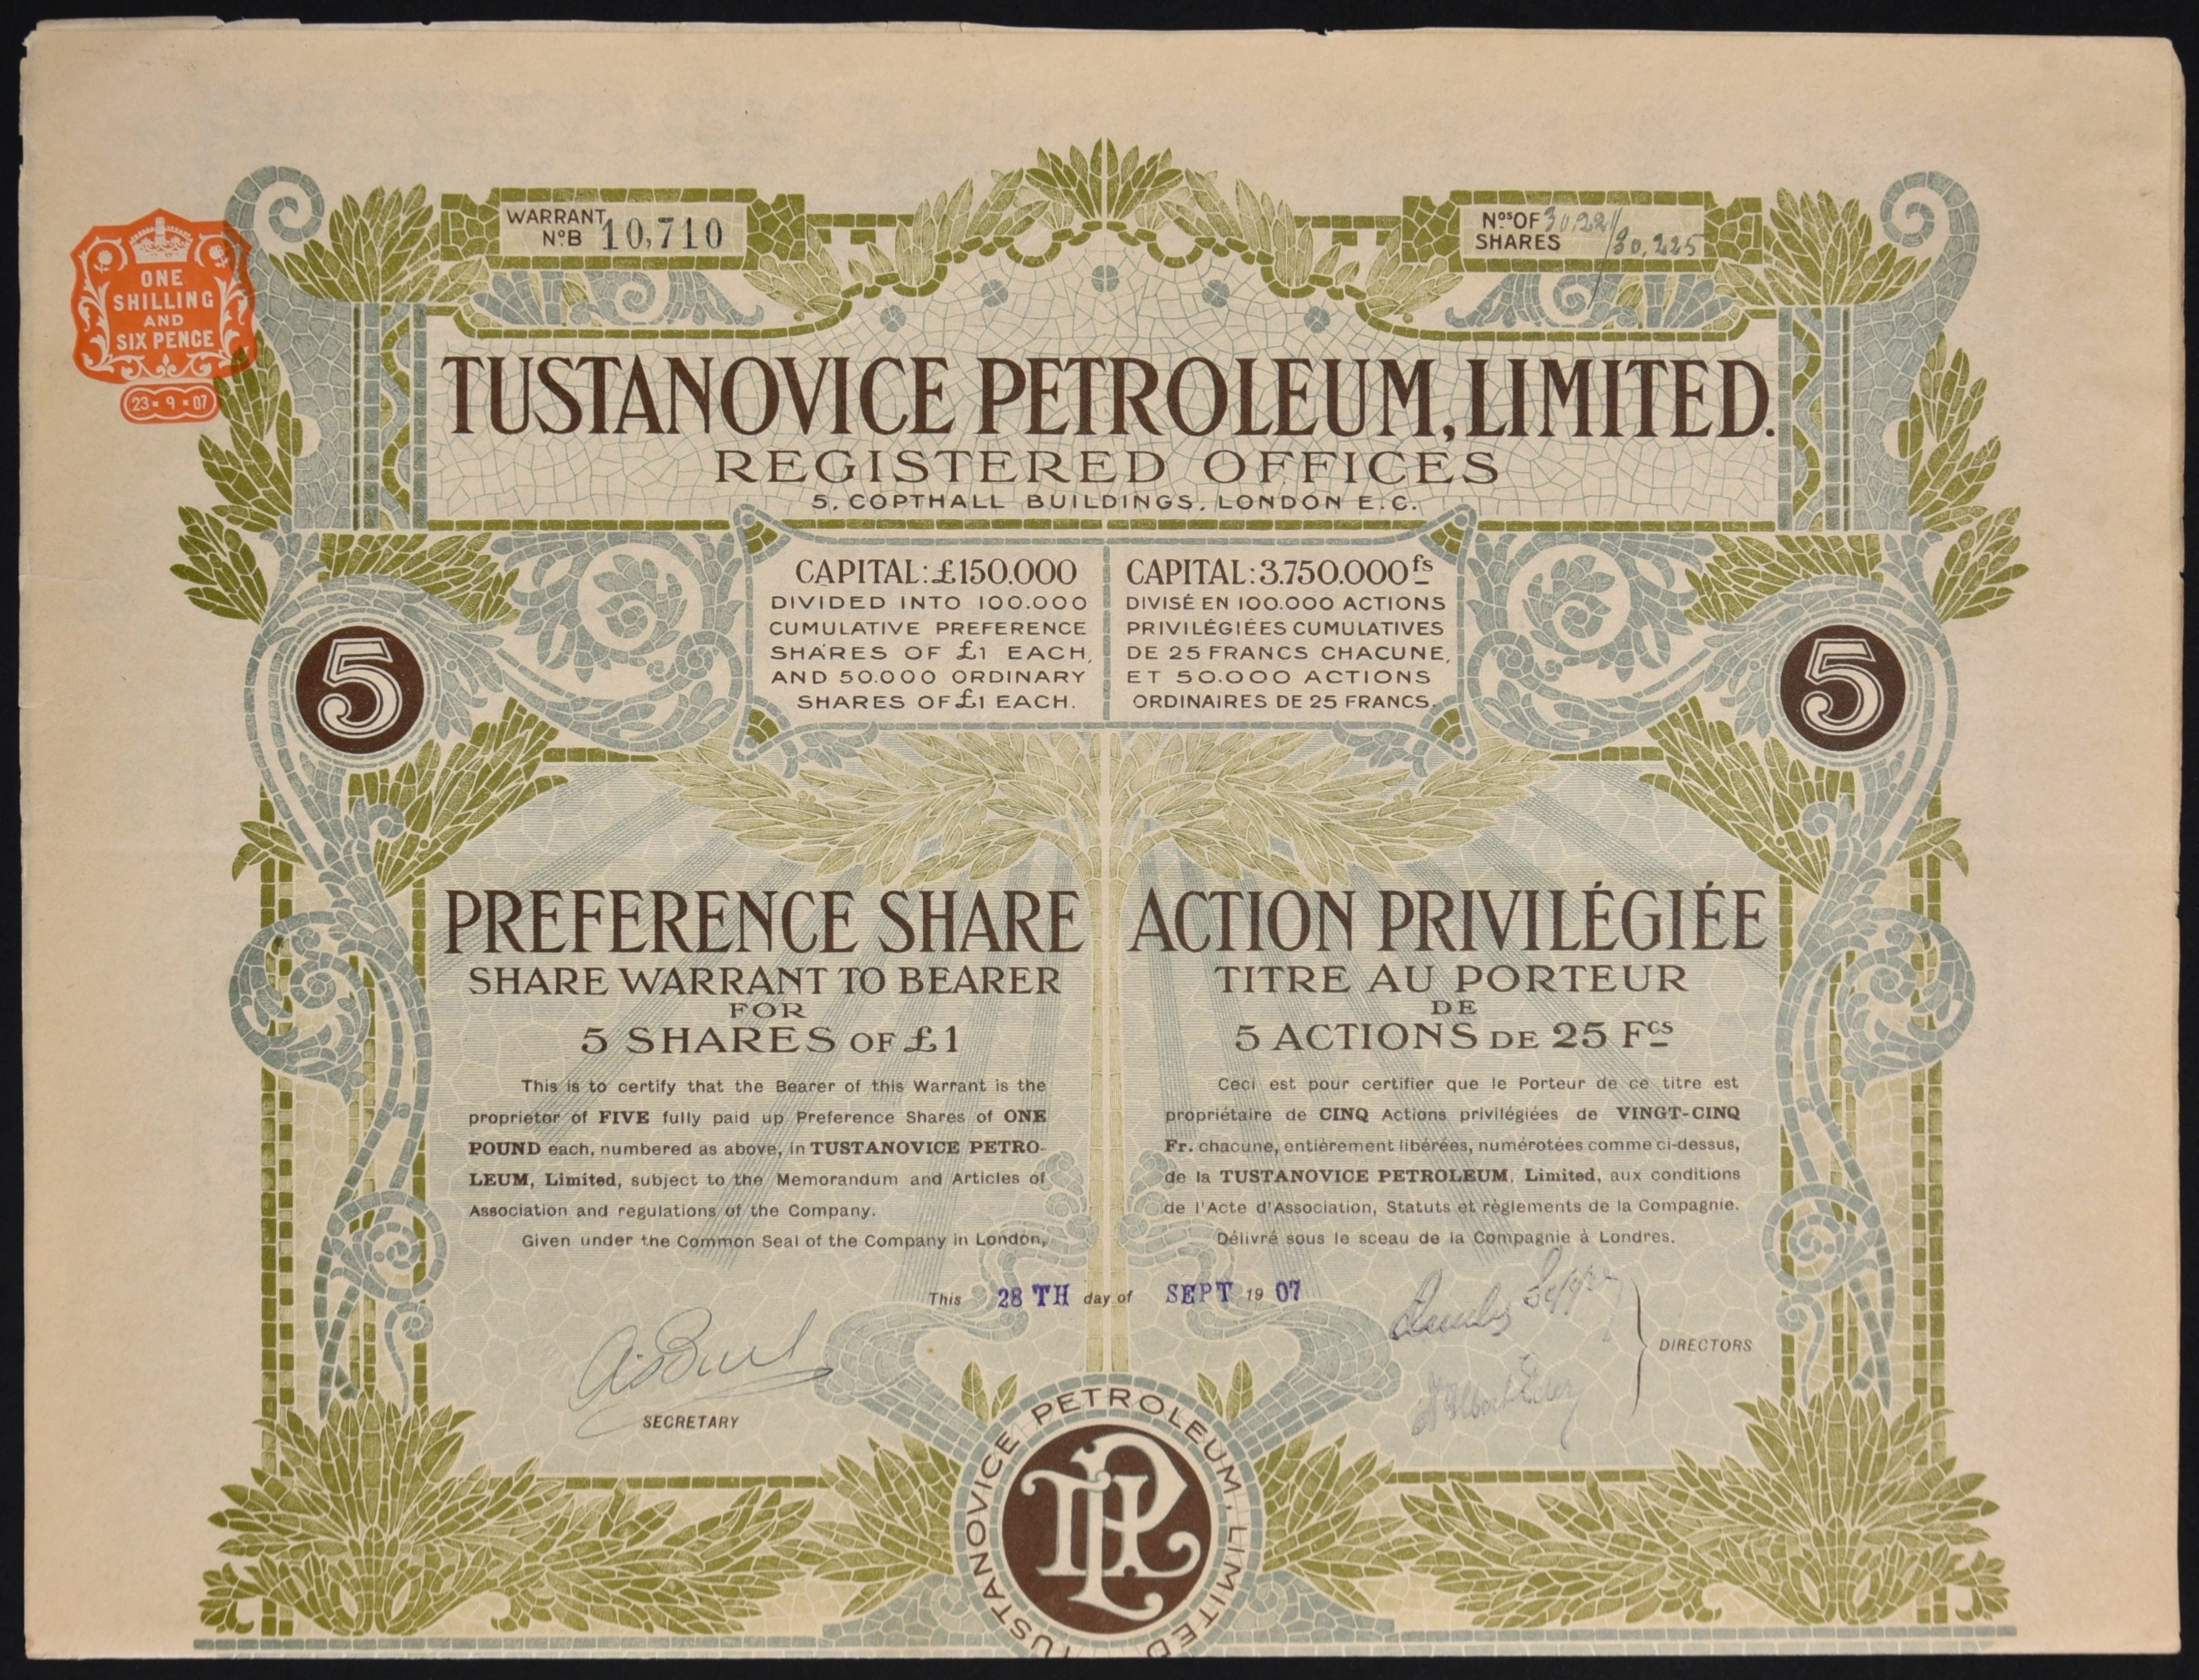 WARRANT
NºB 10,710
Nºs OF 30,221/
SHARES 30,225
ONE
SHILLING
AND
SIX PENCE
23 · 9 · 07
TUSTANOVICE PETROLEUM, LIMITED.
REGISTERED OFFICES
5, COPTHALL BUILDINGS, LONDON E.C.
CAPITAL: £150.000
DIVIDED INTO 100.000
CUMULATIVE PREFERENCE
SHARES OF £1 EACH,
AND 50.000 ORDINARY
SHARES OF £1 EACH.
CAPITAL: 3.750.000 fs
DIVISÉ EN 100.000 ACTIONS
PRIVILÉGIÉES CUMULATIVES
DE 25 FRANCS CHACUNE,
ET 50.000 ACTIONS
ORDINAIRES DE 25 FRANCS.
5
5
PREFERENCE SHARE
SHARE WARRANT TO BEARER
FOR
5 SHARES OF £1
This is to certify that the Bearer of this Warrant is the
proprietor of FIVE fully paid up Preference Shares of ONE
POUND each, numbered as above, in TUSTANOVICE PETRO-
LEUM, Limited, subject to the Memorandum and Articles of
Association and regulations of the Company.
Given under the Common Seal of the Company in London,
ACTION PRIVILÉGIÉE
TITRE AU PORTEUR
DE
5 ACTIONS DE 25 Fcs
Ceci est pour certifier que le Porteur de ce titre est
propriétaire de CINQ Actions privilégiées de VINGT-CINQ
Fr. chacune, entièrement libérées, numérotées comme ci-dessus,
de la TUSTANOVICE PETROLEUM, Limited, aux conditions
de l'Acte d'Association, Statuts et règlements de la Compagnie.
Délivré sous le sceau de la Compagnie à Londres.
This 28 TH day of SEPT 19 07
DIRECTORS
SECRETARY
TUSTANOVICE PETROLEUM, LIMITED
TPL